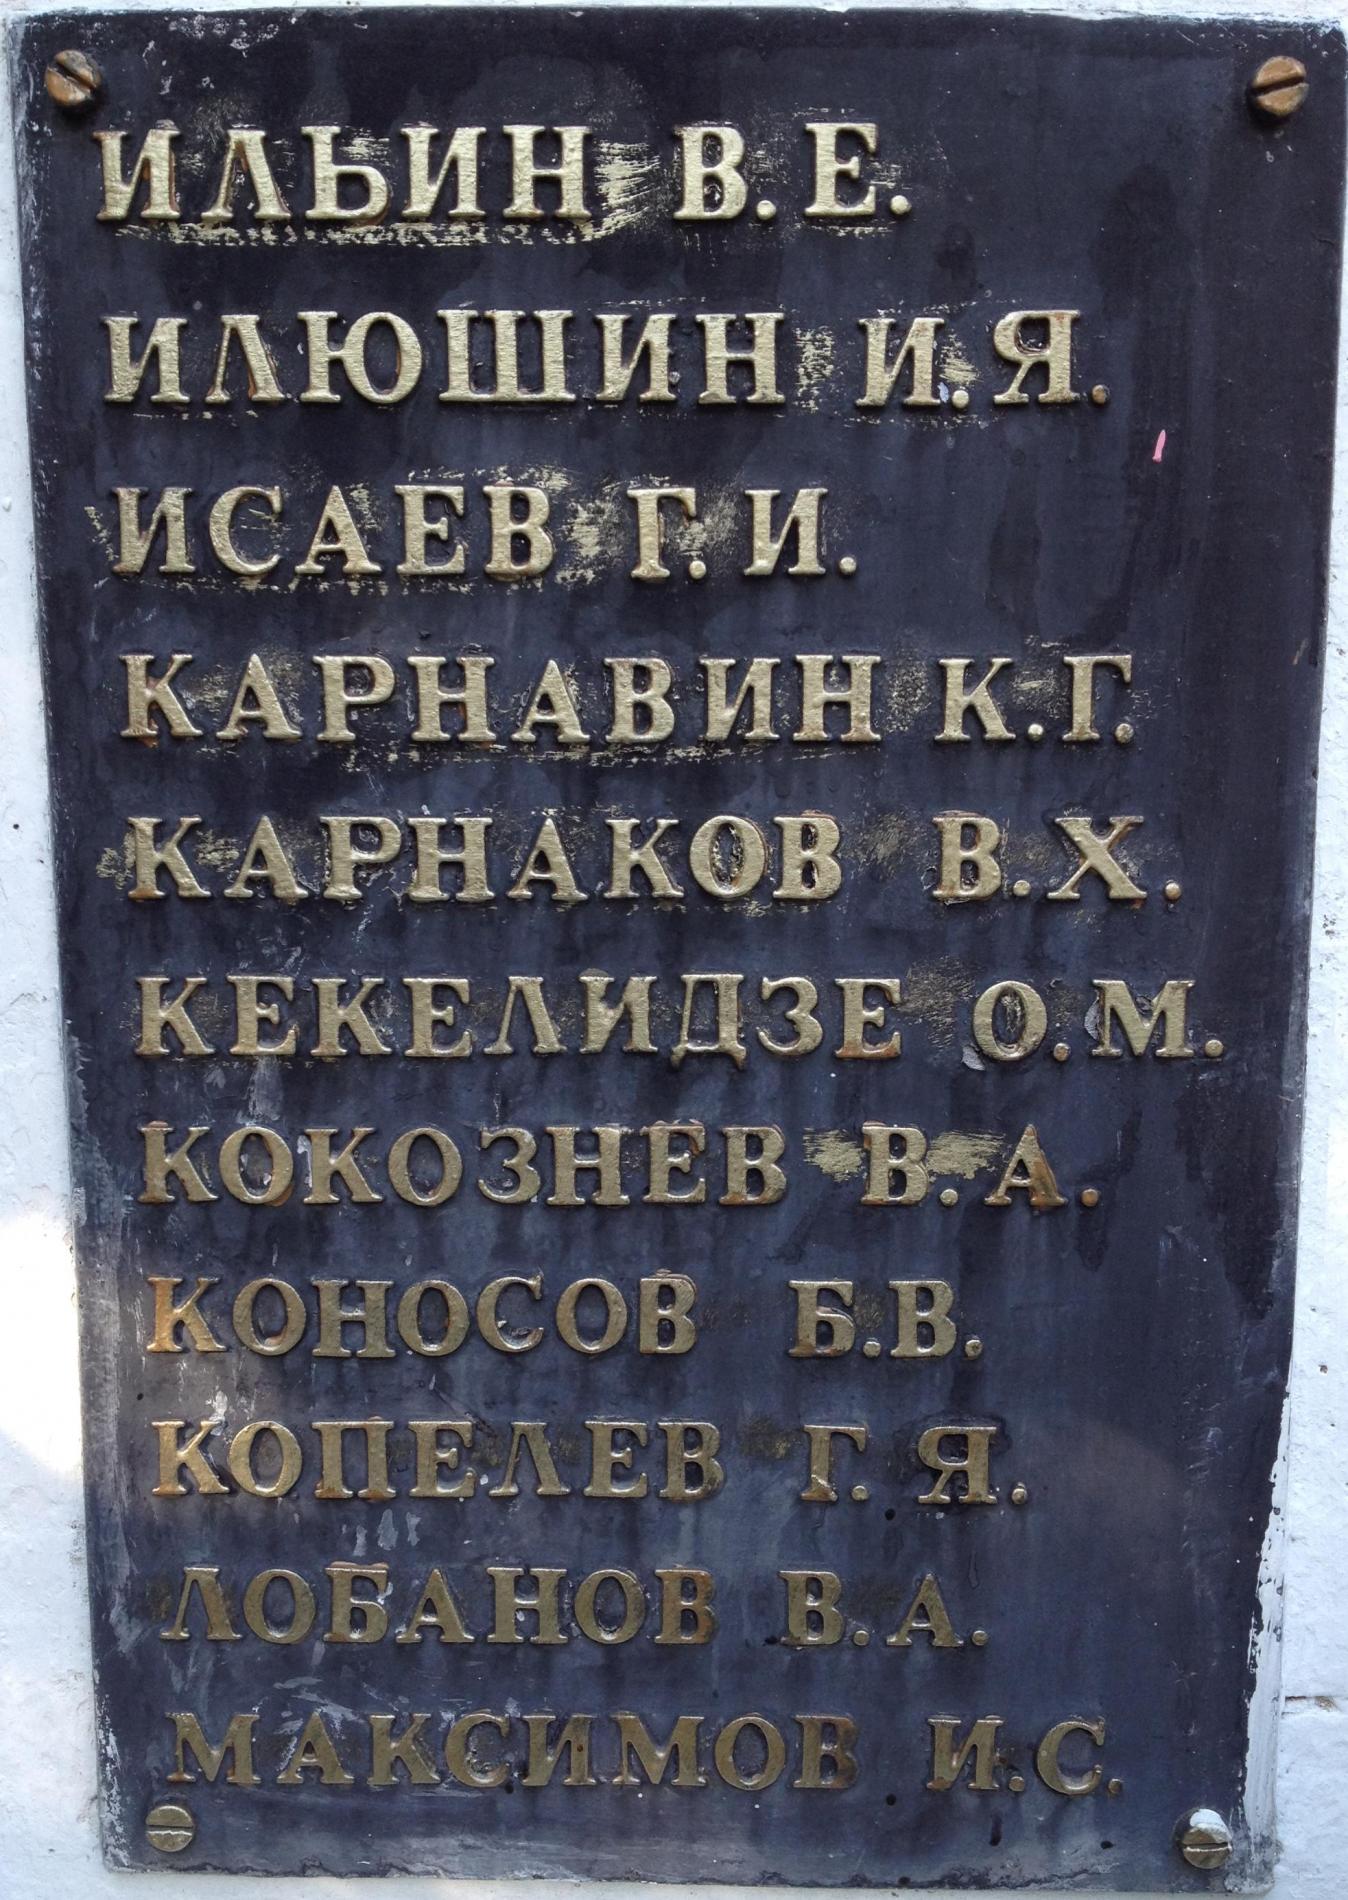 ИЛЬИН В.Е.
ИЛЮШИН И.Я.
ИСАЕВ Г.И.
КАРНАВИН К.Г.
КАРНАКОВ В.Х.
КЕКЕЛИДЗЕ О.М.
КОКОЗНЕВ В.А.
КОНОСОВ Б.В.
КОПЕЛЕВ Г.Я.
ЛОБАНОВ В.А.
МАКСИМОВ И.С.